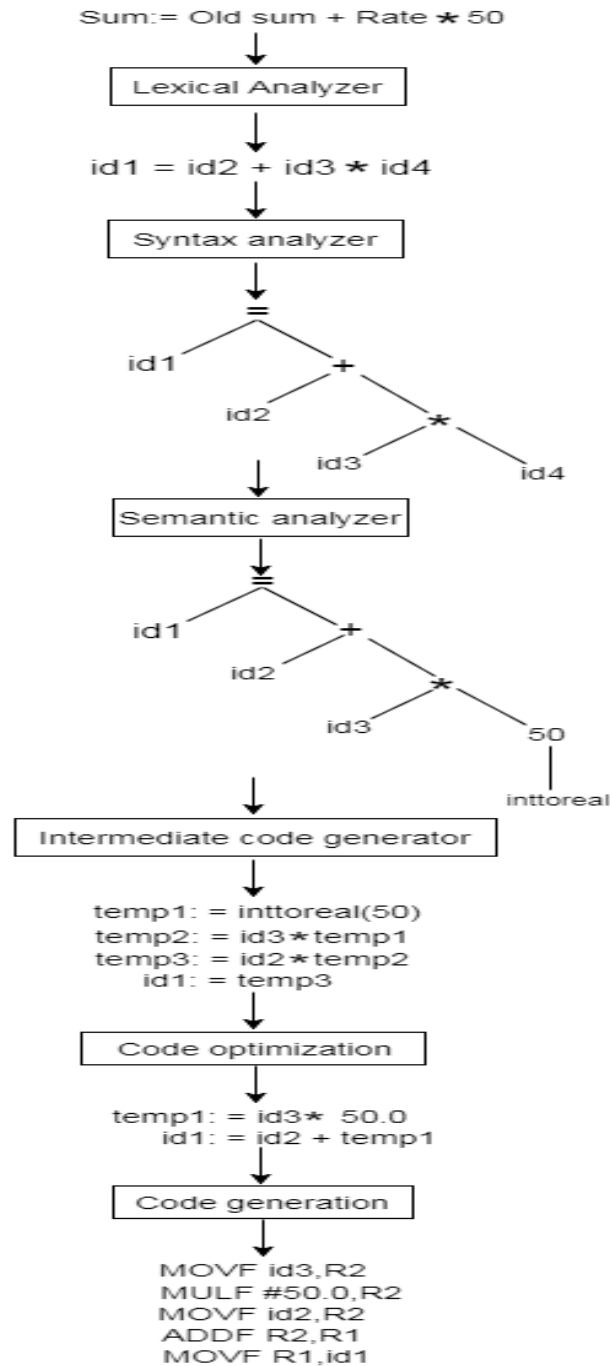 Sum:= Old sum + Rate * 50
Lexical Analyzer
id1 = id2 + id3 * id4
Syntax analyzer
=
id1
+
id2
*
id3
id4
Semantic analyzer
=
id1
+
id2
*
id3
50
inttoreal
Intermediate code generator
temp1: = inttoreal(50)
temp2: = id3*temp1
temp3: = id2*temp2
id1: = temp3
Code optimization
temp1: = id3* 50.0
id1: = id2 + temp1
Code generation
MOVF id3,R2
MULF #50.0,R2
MOVF id2,R2
ADDF R2,R1
MOVF R1,id1